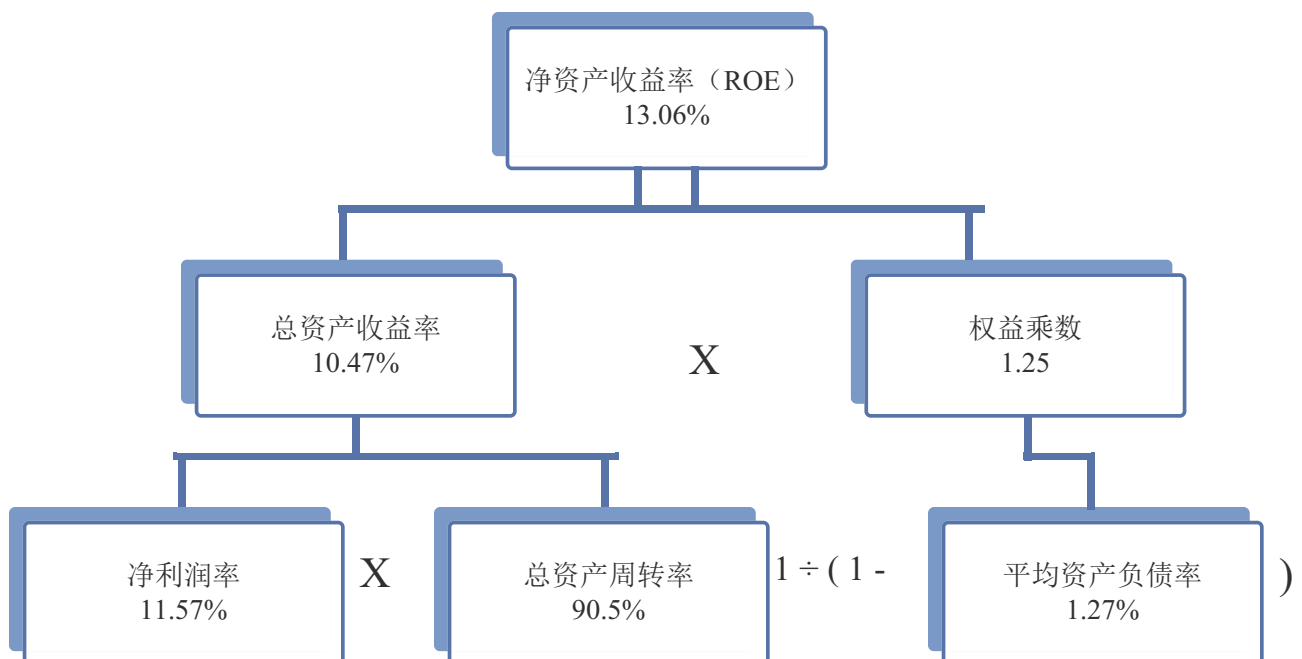 净资产收益率（ROE）
13.06%
总资产收益率
10.47%
X
权益乘数
1.25
净利润率
11.57%
X
总资产周转率
90.5%
1 ÷ ( 1 -
平均资产负债率
1.27%
)